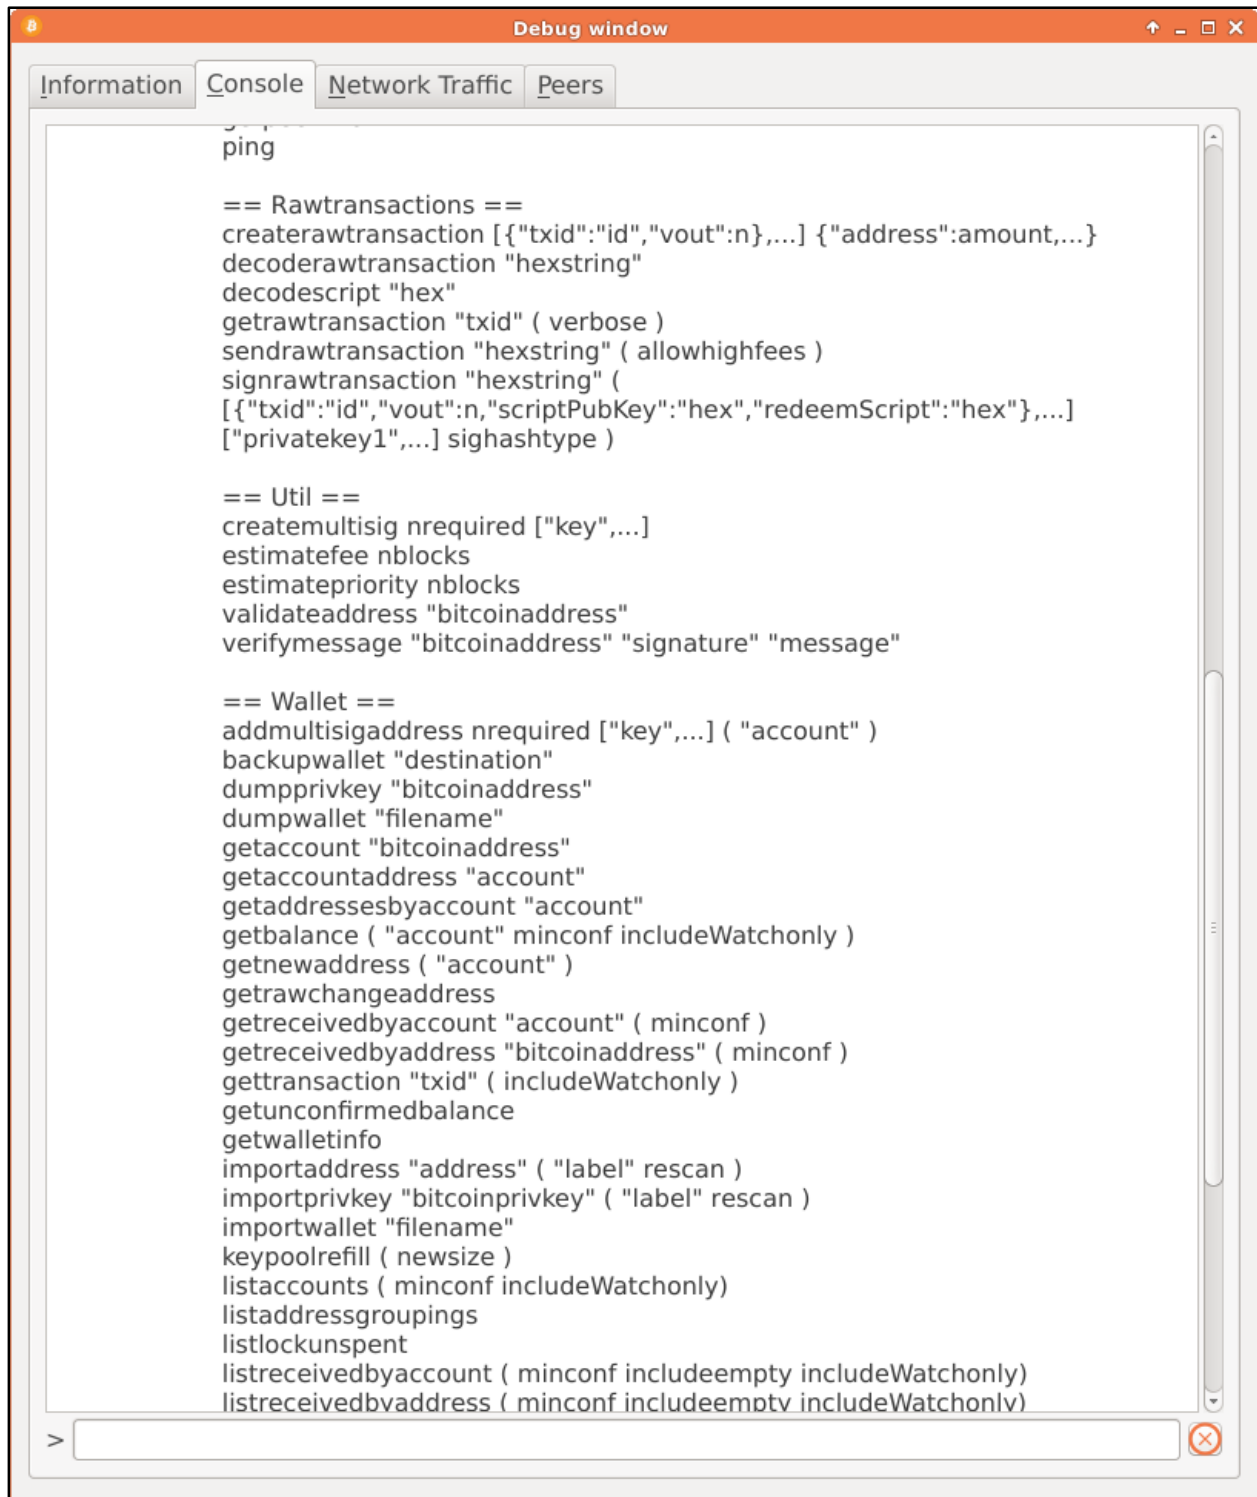 Debug window
Information Console Network Traffic Peers
ping
== Rawtransactions ==
createrawtransaction [{"txid":"id","vout":n},...] {"address":amount,...}
decoderawtransaction "hexstring"
decodescript "hex"
getrawtransaction "txid" ( verbose )
sendrawtransaction "hexstring" ( allowhighfees )
signrawtransaction "hexstring" (
[{"txid":"id","vout":n,"scriptPubKey":"hex","redeemScript":"hex"},...]
["privatekey1",...] sighashtype )
== Util ==
createmultisig nrequired ["key",...]
estimatefee nblocks
estimatepriority nblocks
validateaddress "bitcoinaddress"
verifymessage "bitcoinaddress" "signature" "message"
== Wallet ==
addmultisigaddress nrequired ["key",...] ( "account" )
backupwallet "destination"
dumpprivkey "bitcoinaddress"
dumpwallet "filename"
getaccount "bitcoinaddress"
getaccountaddress "account"
getaddressesbyaccount "account"
getbalance ( "account" minconf includeWatchonly )
getnewaddress ( "account" )
getrawchangeaddress
getreceivedbyaccount "account" ( minconf )
getreceivedbyaddress "bitcoinaddress" ( minconf )
gettransaction "txid" ( includeWatchonly )
getunconfirmedbalance
getwalletinfo
importaddress "address" ( "label" rescan )
importprivkey "bitcoinprivkey" ( "label" rescan )
importwallet "filename"
keypoolrefill ( newsize )
listaccounts ( minconf includeWatchonly)
listaddressgroupings
listlockunspent
listreceivedbyaccount ( minconf includeempty includeWatchonly)
listreceivedbyaddress ( minconf includeempty includeWatchonly)
>